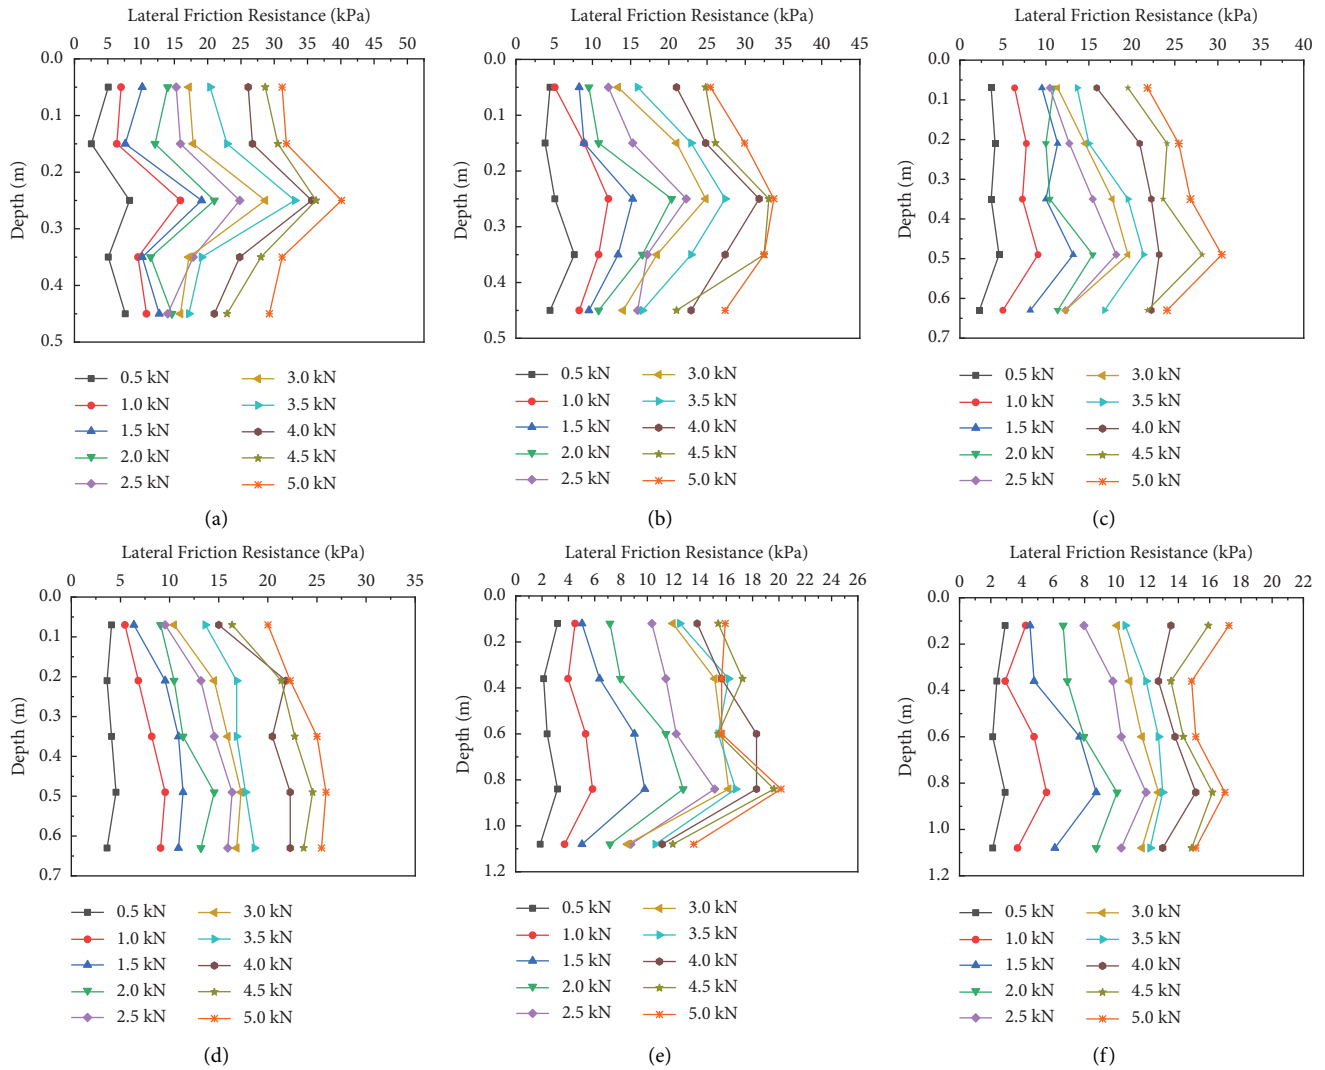 Lateral Friction Resistance (kPa)
0 5 10 15 20 25 30 35 40 45 50
0.0
0.1
0.2
0.3
0.4
0.5
Depth (m)
0.5 kN 3.0 kN
1.0 kN 3.5 kN
1.5 kN 4.0 kN
2.0 kN 4.5 kN
2.5 kN 5.0 kN
(a)
Lateral Friction Resistance (kPa)
0 5 10 15 20 25 30 35 40 45
0.0
0.1
0.2
0.3
0.4
0.5
Depth (m)
0.5 kN 3.0 kN
1.0 kN 3.5 kN
1.5 kN 4.0 kN
2.0 kN 4.5 kN
2.5 kN 5.0 kN
(b)
Lateral Friction Resistance (kPa)
0 5 10 15 20 25 30 35 40
0.0
0.1
0.2
0.3
0.4
0.5
0.6
0.7
Depth (m)
0.5 kN 3.0 kN
1.0 kN 3.5 kN
1.5 kN 4.0 kN
2.0 kN 4.5 kN
2.5 kN 5.0 kN
(c)
Lateral Friction Resistance (kPa)
0 5 10 15 20 25 30 35
0.0
0.1
0.2
0.3
0.4
0.5
0.6
0.7
Depth (m)
0.5 kN 3.0 kN
1.0 kN 3.5 kN
1.5 kN 4.0 kN
2.0 kN 4.5 kN
2.5 kN 5.0 kN
(d)
Lateral Friction Resistance (kPa)
0 2 4 6 8 10 12 14 16 18 20 22 24 26
0.0
0.2
0.4
0.6
0.8
1.0
1.2
Depth (m)
0.5 kN 3.0 kN
1.0 kN 3.5 kN
1.5 kN 4.0 kN
2.0 kN 4.5 kN
2.5 kN 5.0 kN
(e)
Lateral Friction Resistance (kPa)
0 2 4 6 8 10 12 14 16 18 20 22
0.0
0.2
0.4
0.6
0.8
1.0
1.2
Depth (m)
0.5 kN 3.0 kN
1.0 kN 3.5 kN
1.5 kN 4.0 kN
2.0 kN 4.5 kN
2.5 kN 5.0 kN
(f)